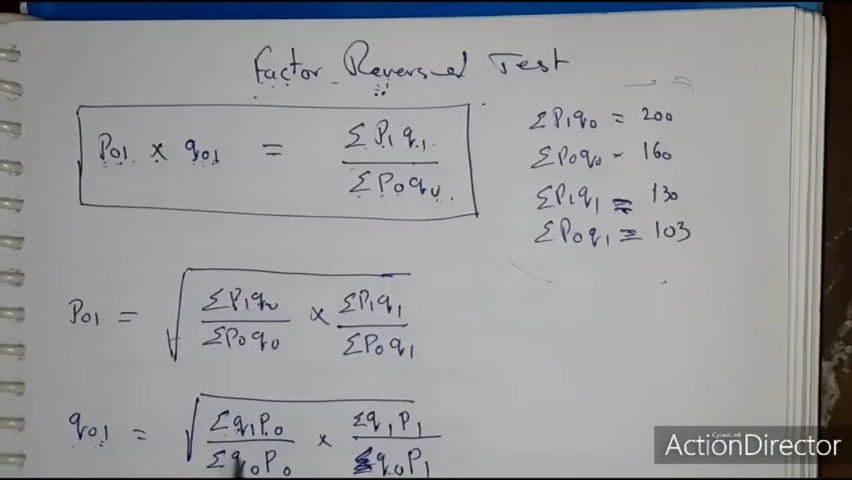 Factor Reversal Test
P01 × q01 = ΣP1q1 / ΣP0q0
ΣP1q0 = 200
ΣP0q0 - 160
ΣP1q1 = 130
ΣP0q1 = 103
P01 = √(ΣP1q0 / ΣP0q0 × ΣP1q1 / ΣP0q1)
q01 = √(Σq1P0 / Σq0P0 × Σq1P1 / Σq0P1)
ActionDirector